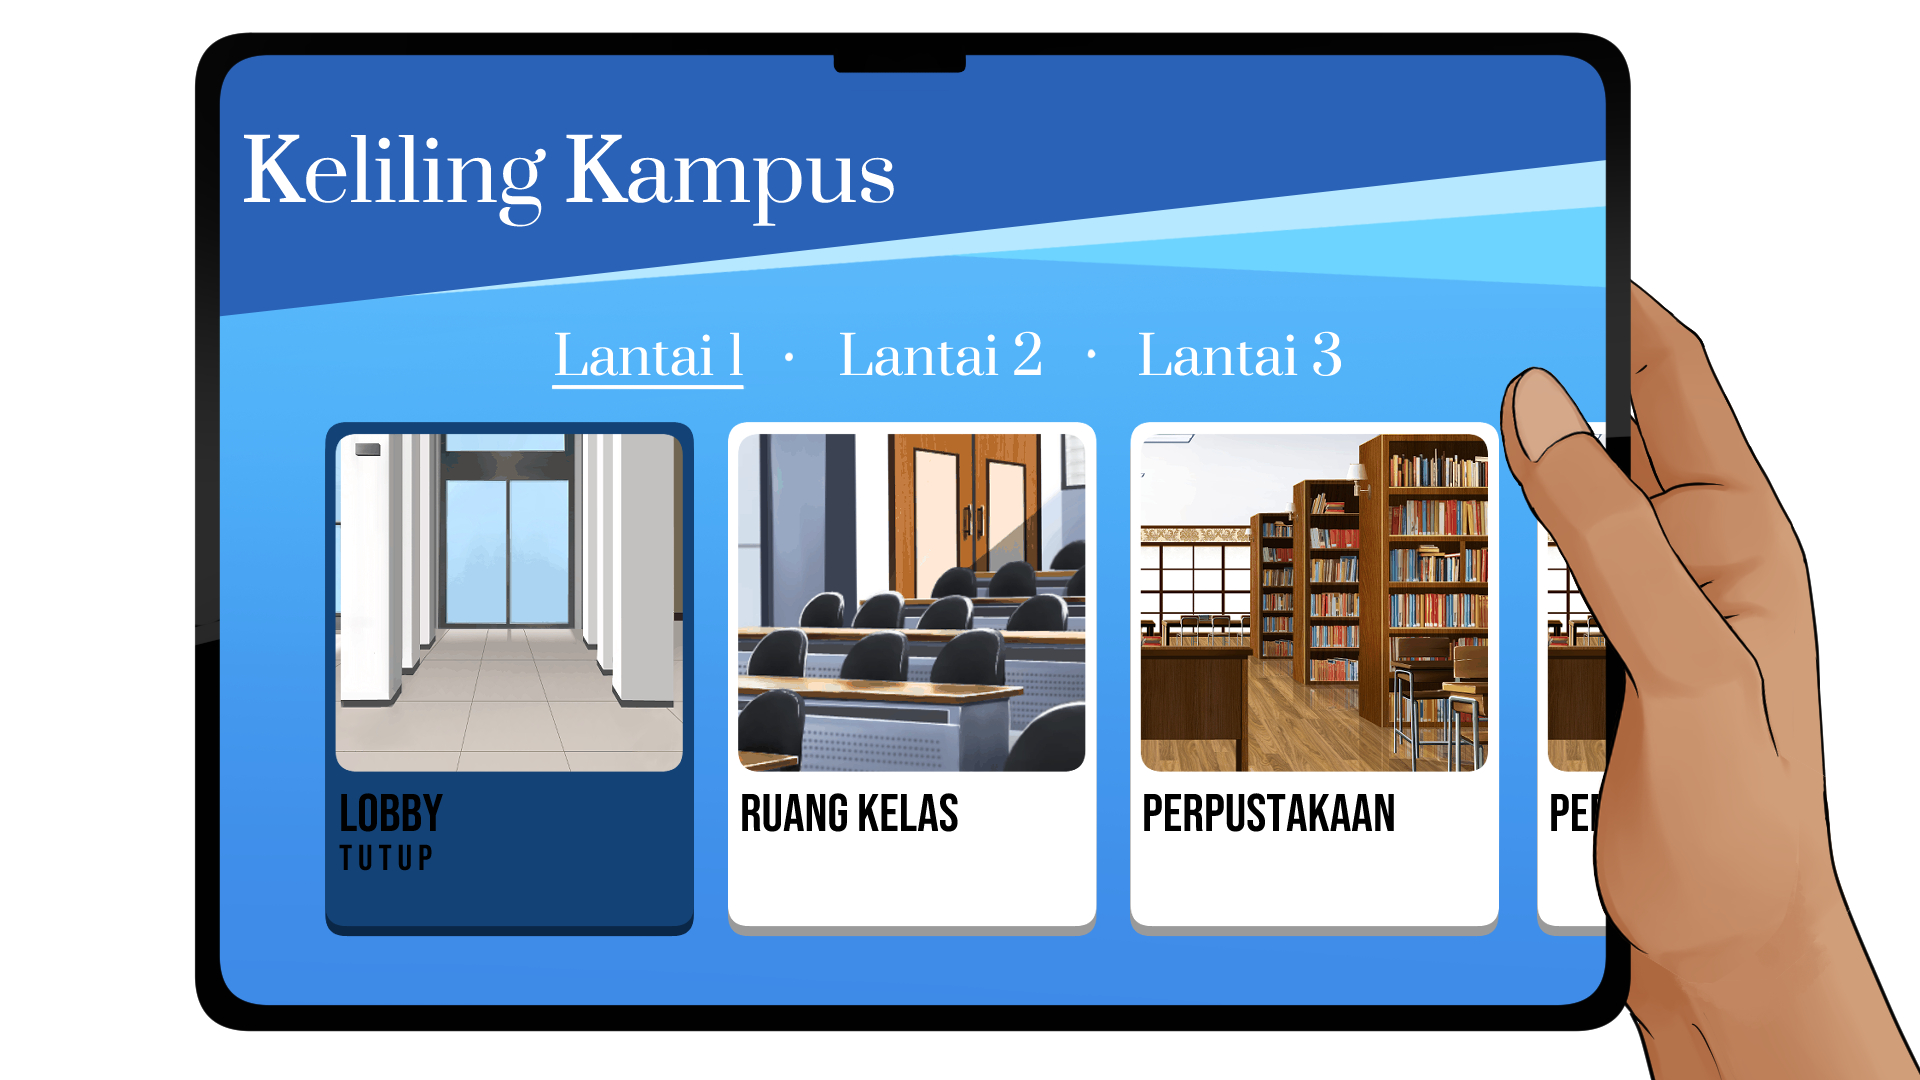 Keliling Kampus
Lantai 1 · Lantai 2 · Lantai 3
LOBBY
TUTUP
RUANG KELAS
PERPUSTAKAAN